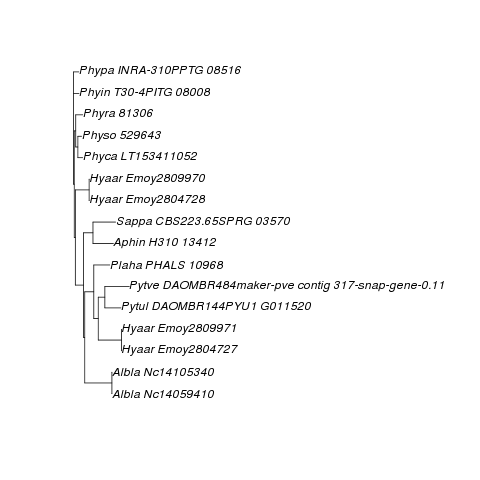 Phypa INRA-310PPTG 08516
Phyin T30-4PITG 08008
Phyra 81306
Physo 529643
Phyca LT153411052
Hyaar Emoy2809970
Hyaar Emoy2804728
Sappa CBS223.65SPRG 03570
Aphin H310 13412
Plaha PHALS 10968
Pytve DAOMBR484maker-pve contig 317-snap-gene-0.11
Pytul DAOMBR144PYU1 G011520
Hyaar Emoy2809971
Hyaar Emoy2804727
Albla Nc14105340
Albla Nc14059410